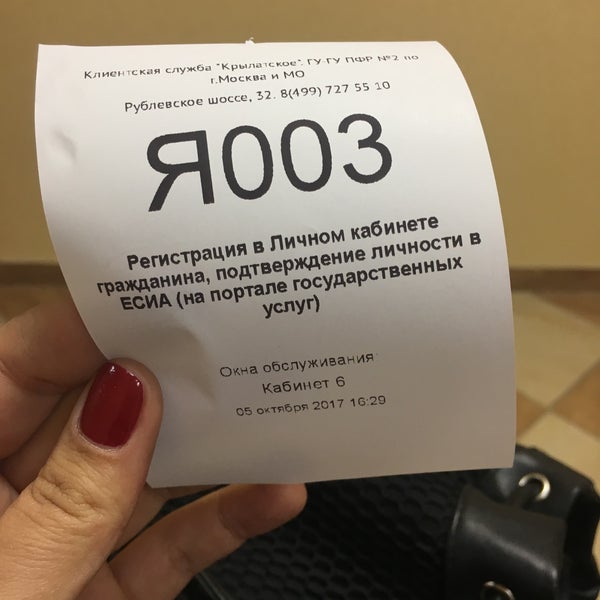 Клиентская служба "Крылатское". ГУ-ГУ ПФР №2 по
г.Москва и МО
Рублевское шоссе, 32. 8(499) 727 55 10
Я003
Регистрация в Личном кабинете
гражданина, подтверждение личности в
ЕСИА (на портале государственных
услуг)
Окна обслуживания:
Кабинет 6
05 октября 2017 16:29